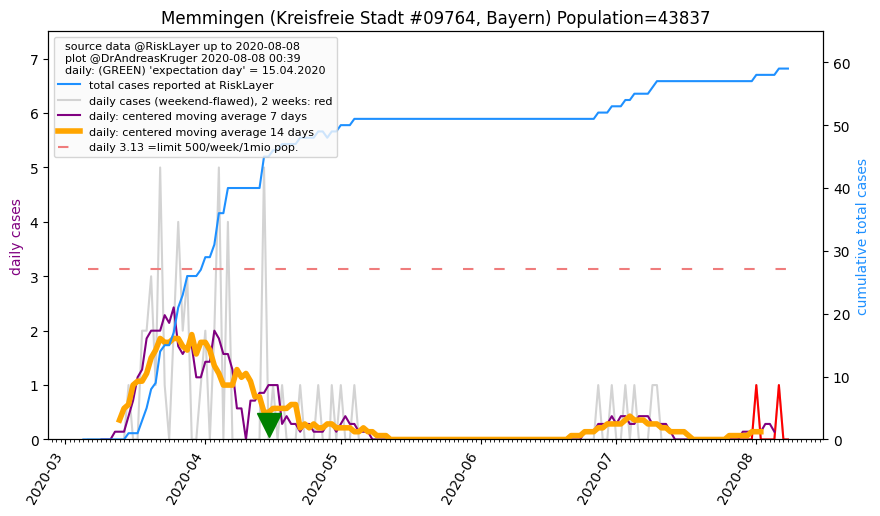 Memmingen (Kreisfreie Stadt #09764, Bayern) Population=43837
source data @RiskLayer up to 2020-08-08
plot @DrAndreasKruger 2020-08-08 00:39
daily: (GREEN) 'expectation day' = 15.04.2020
total cases reported at RiskLayer
daily cases (weekend-flawed), 2 weeks: red
daily: centered moving average 7 days
daily: centered moving average 14 days
daily 3.13 =limit 500/week/1mio pop.
daily cases
7
6
5
4
3
2
1
0
cumulative total cases
60
50
40
30
20
10
0
2020-03
2020-04
2020-05
2020-06
2020-07
2020-08